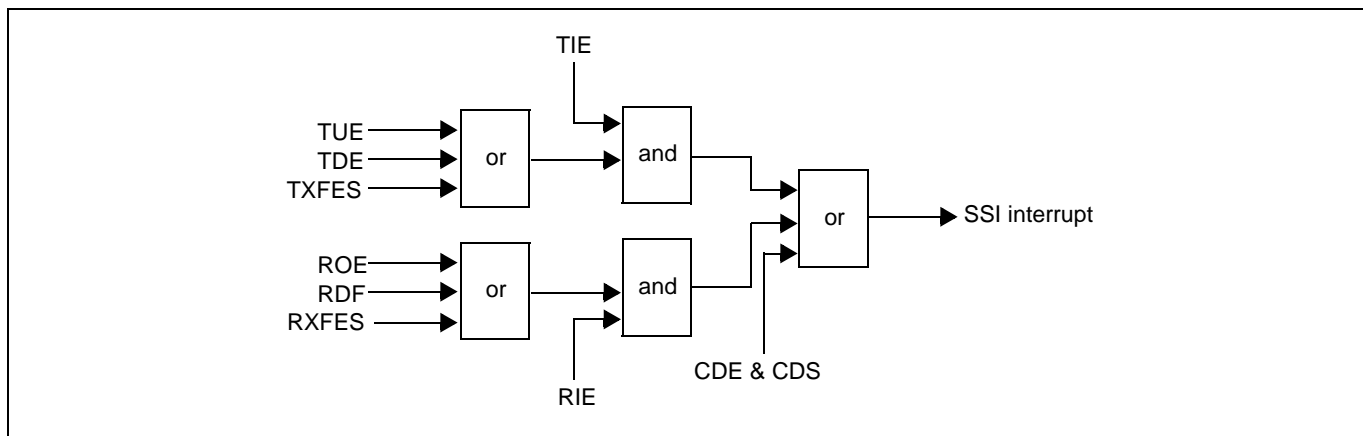 TIE
TUE
TDE
TXFES
or
and
or
SSI interrupt
ROE
RDF
RXFES
or
and
CDE & CDS
RIE